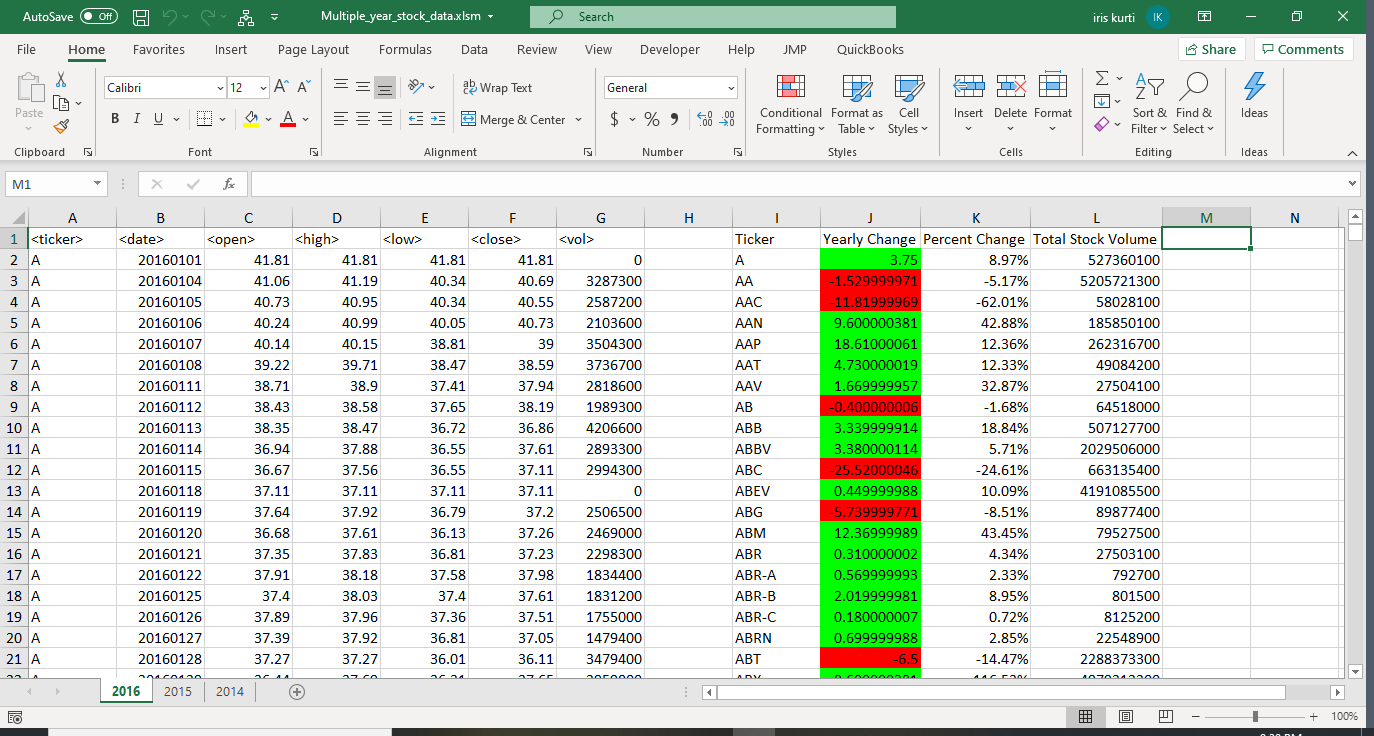 AutoSave Off Multiple_year_stock_data.xlsm Search iris kurti IK
File Home Favorites Insert Page Layout Formulas Data Review View Developer Help JMP QuickBooks Share Comments
Paste
Calibri 12 A A
B I U A
ab Wrap Text
Merge & Center
General
$ % 9
Conditional Formatting
Format as Table
Cell Styles
Insert Delete Format
Sort & Filter
Find & Select
Ideas
Clipboard Font Alignment Number Styles Cells Editing Ideas
M1 fx
A B C D E F G H I J K L M N
1 <ticker> <date> <open> <high> <low> <close> <vol> Ticker Yearly Change Percent Change Total Stock Volume
2 A 20160101 41.81 41.81 41.81 41.81 0 A 3.75 8.97% 527360100
3 A 20160104 41.06 41.19 40.34 40.69 3287300 AA -1.529999971 -5.17% 5205721300
4 A 20160105 40.73 40.95 40.34 40.55 2587200 AAC -11.81999969 -62.01% 58028100
5 A 20160106 40.24 40.99 40.05 40.73 2103600 AAN 9.600000381 42.88% 185850100
6 A 20160107 40.14 40.15 38.81 39 3504300 AAP 18.61000061 12.36% 262316700
7 A 20160108 39.22 39.71 38.47 38.59 3736700 AAT 4.730000019 12.33% 49084200
8 A 20160111 38.71 38.9 37.41 37.94 2818600 AAV 1.669999957 32.87% 27504100
9 A 20160112 38.43 38.58 37.65 38.19 1989300 AB -0.400000006 -1.68% 64518000
10 A 20160113 38.35 38.47 36.72 36.86 4206600 ABB 3.339999914 18.84% 507127700
11 A 20160114 36.94 37.88 36.55 37.61 2893300 ABBV 3.380000114 5.71% 2029506000
12 A 20160115 36.67 37.56 36.55 37.11 2994300 ABC -25.52000046 -24.61% 663135400
13 A 20160118 37.11 37.11 37.11 37.11 0 ABEV 0.449999988 10.09% 4191085500
14 A 20160119 37.64 37.92 36.79 37.2 2506500 ABG -5.739999771 -8.51% 89877400
15 A 20160120 36.68 37.61 36.13 37.26 2469000 ABM 12.36999989 43.45% 79527500
16 A 20160121 37.35 37.83 36.81 37.23 2298300 ABR 0.310000002 4.34% 27503100
17 A 20160122 37.91 38.18 37.58 37.98 1834400 ABR-A 0.569999993 2.33% 792700
18 A 20160125 37.4 38.03 37.4 37.61 1831200 ABR-B 2.019999981 8.95% 801500
19 A 20160126 37.89 37.96 37.36 37.51 1755000 ABR-C 0.180000007 0.72% 8125200
20 A 20160127 37.39 37.92 36.81 37.05 1479400 ABRN 0.699999988 2.85% 22548900
21 A 20160128 37.27 37.27 36.01 36.11 3479400 ABT -6.5 -14.47% 2288373300
2016 2015 2014
100%